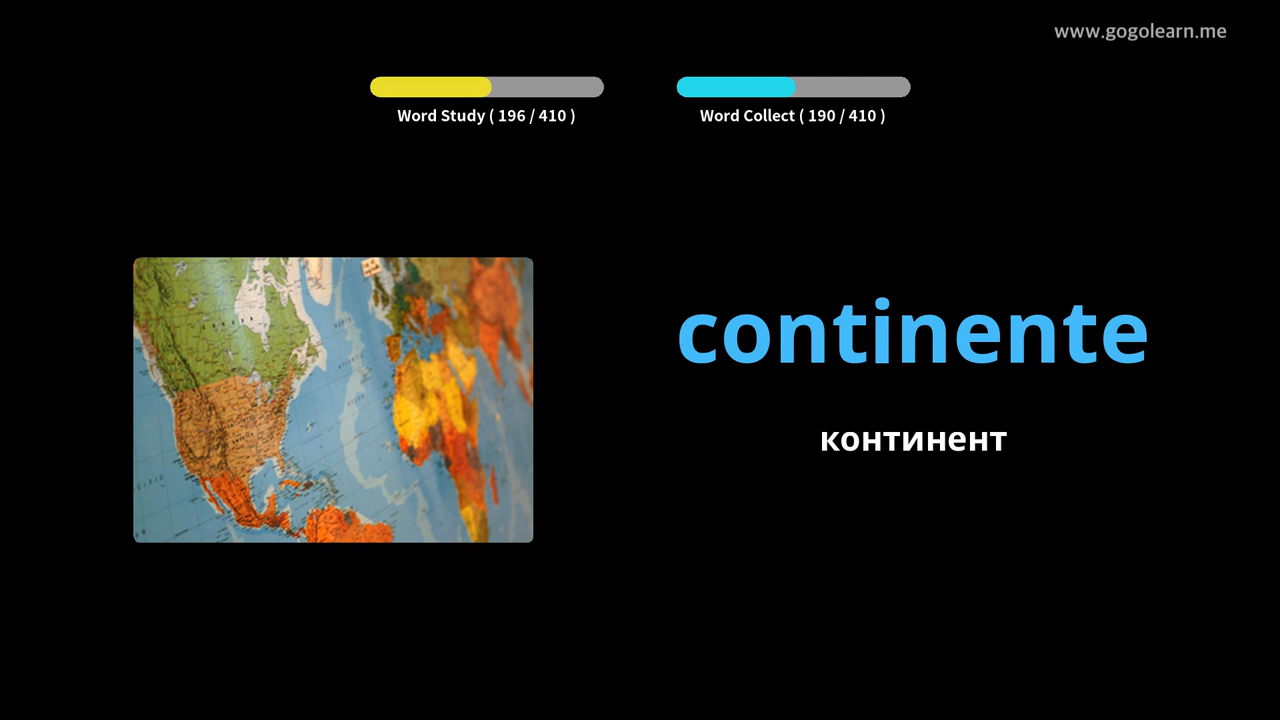 www.gogolearn.me
Word Study ( 196 / 410 )
Word Collect ( 190 / 410 )
continente
континент